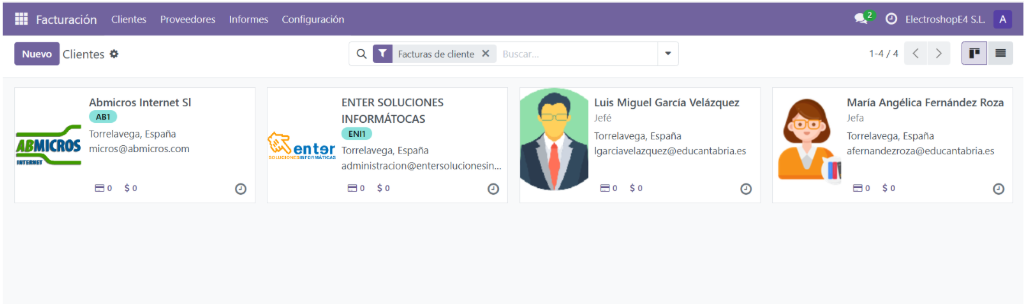 Facturación Clientes Proveedores Informes Configuración 2 ElectroshopE4 S.L. A
Nuevo Clientes Facturas de cliente Buscar... 1-4 / 4
Abmicros Internet Sl
AB1
Torrelavega, España
micros@abmicros.com
ABMICROS
INTERNET
0 $ 0
ENTER SOLUCIONES
INFORMÁTOCAS
ENI1
Torrelavega, España
administracion@entersolucionesin...
enter
SOLUCIONES INFORMÁTICAS
0 $ 0
Luis Miguel García Velázquez
Jefé
Torrelavega, España
lgarciavelazquez@educantabria.es
0 $ 0
María Angélica Fernández Roza
Jefa
Torrelavega, España
afernandezroza@educantabria.es
0 $ 0